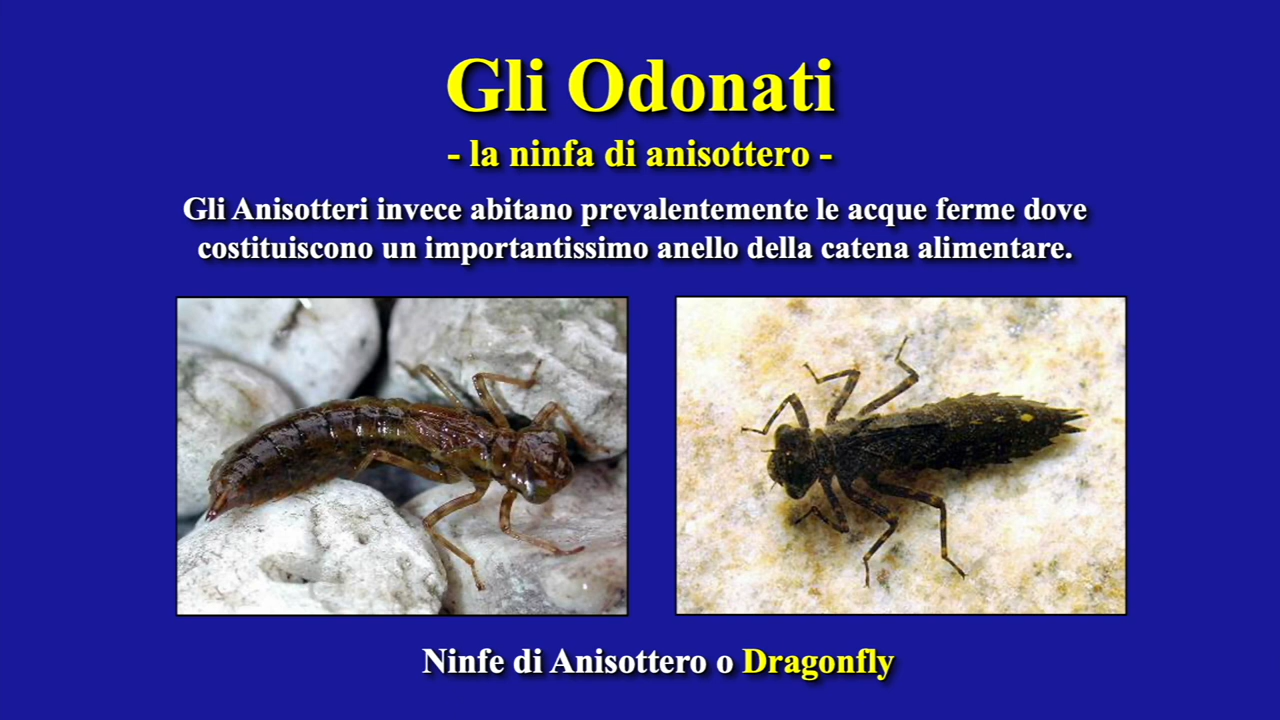 Gli Odonati
- la ninfa di anisottero -
Gli Anisotteri invece abitano prevalentemente le acque ferme dove
costituiscono un importantissimo anello della catena alimentare.
Ninfe di Anisottero o Dragonfly